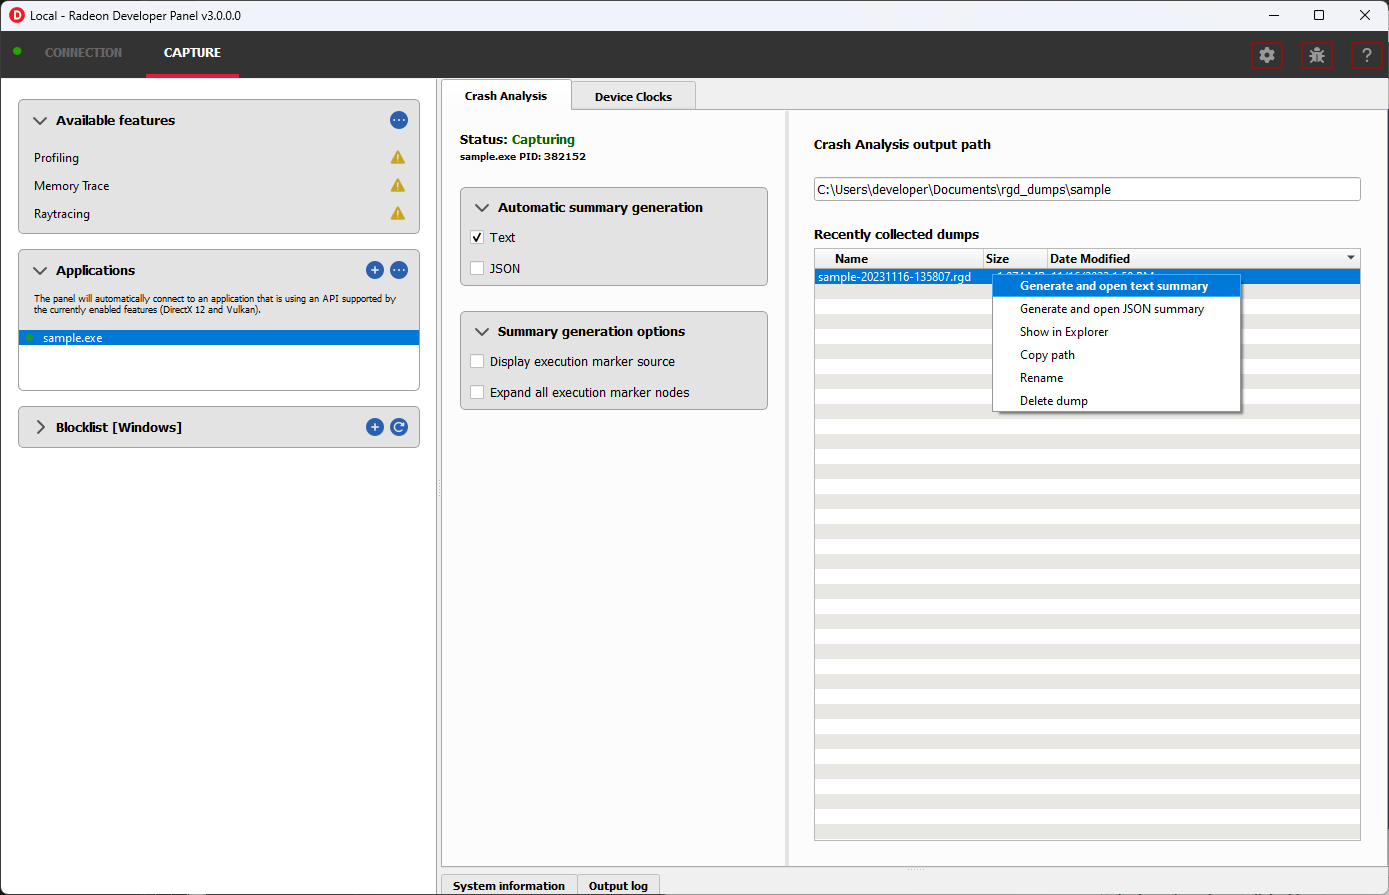 D Local - Radeon Developer Panel v3.0.0.0
CONNECTION
CAPTURE
?
Available features
Profiling
Memory Trace
Raytracing
Applications
The panel will automatically connect to an application that is using an API supported by
the currently enabled features (DirectX 12 and Vulkan).
sample.exe
Blocklist [Windows]
Crash Analysis
Device Clocks
Status: Capturing
sample.exe PID: 382152
Automatic summary generation
Text
JSON
Summary generation options
Display execution marker source
Expand all execution marker nodes
Crash Analysis output path
C:\Users\developer\Documents\rgd_dumps\sample
Recently collected dumps
Name Size Date Modified
sample-20231116-135807.rgd
Generate and open text summary
Generate and open JSON summary
Show in Explorer
Copy path
Rename
Delete dump
System information
Output log